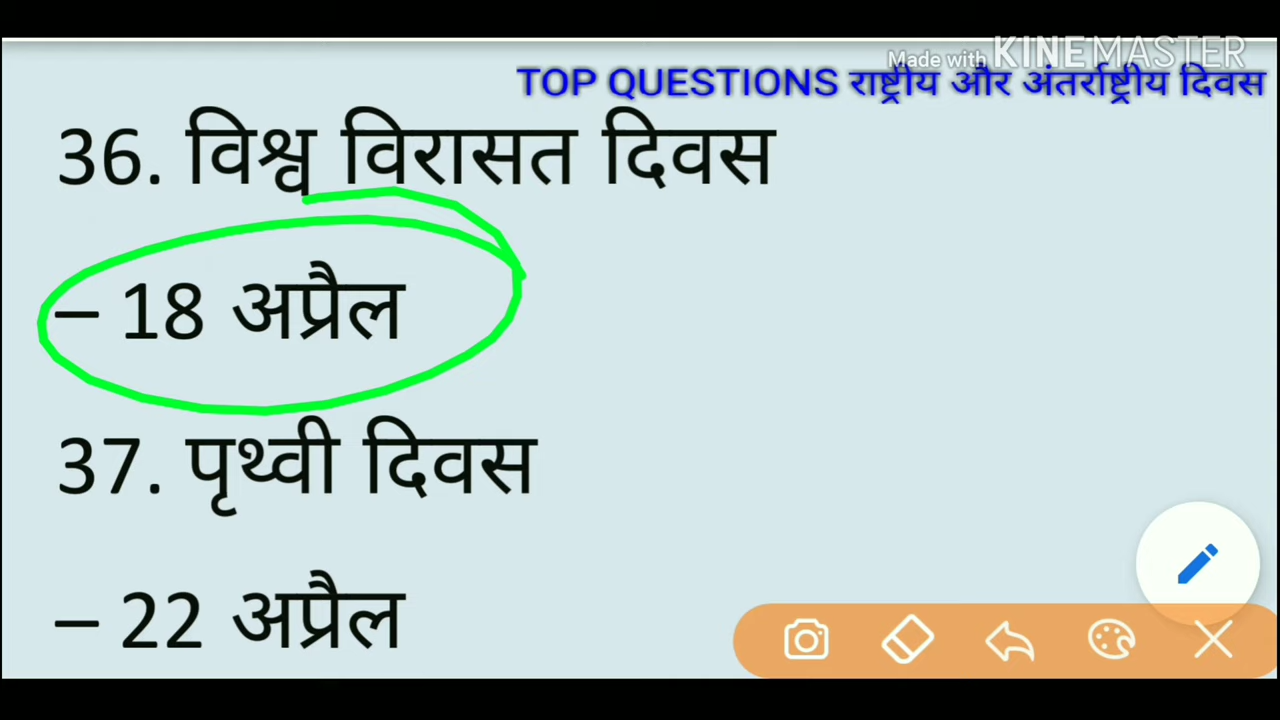 Made with KINEMASTER
TOP QUESTIONS राष्ट्रीय और अंतर्राष्ट्रीय दिवस
36. विश्व विरासत दिवस
– 18 अप्रैल
37. पृथ्वी दिवस
– 22 अप्रैल